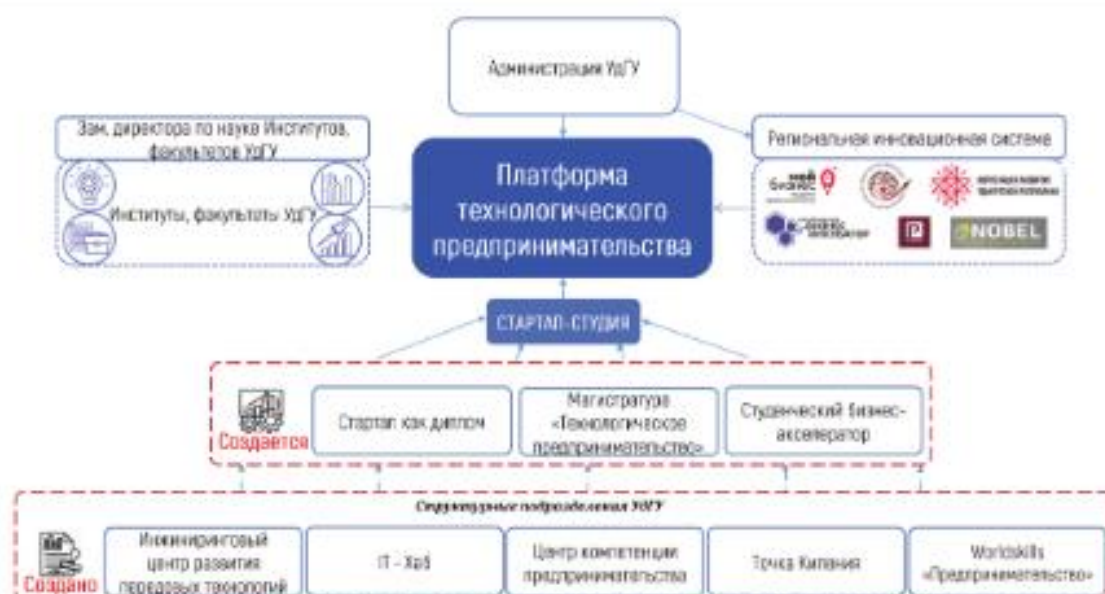 Администрация УдГУ
Зам. директора по науке Институтов,
факультетов УдГУ
Институты, факультеты УдГУ
Платформа
технологического
предпринимательства
Региональная инновационная система
мой
бизнес
NOBEL
СТАРТАП-СТУДИЯ
Создается
Стартап как диплом
Магистратура
«Технологическое
предпринимательство»
Студенческий бизнес-
акселератор
Структурные подразделения УдГУ
Создано
Инжиниринговый
центр развития
передовых технологий
IT - Хаб
Центр компетенции
предпринимательства
Точка Кипения
Worldskills
«Предпринимательство»